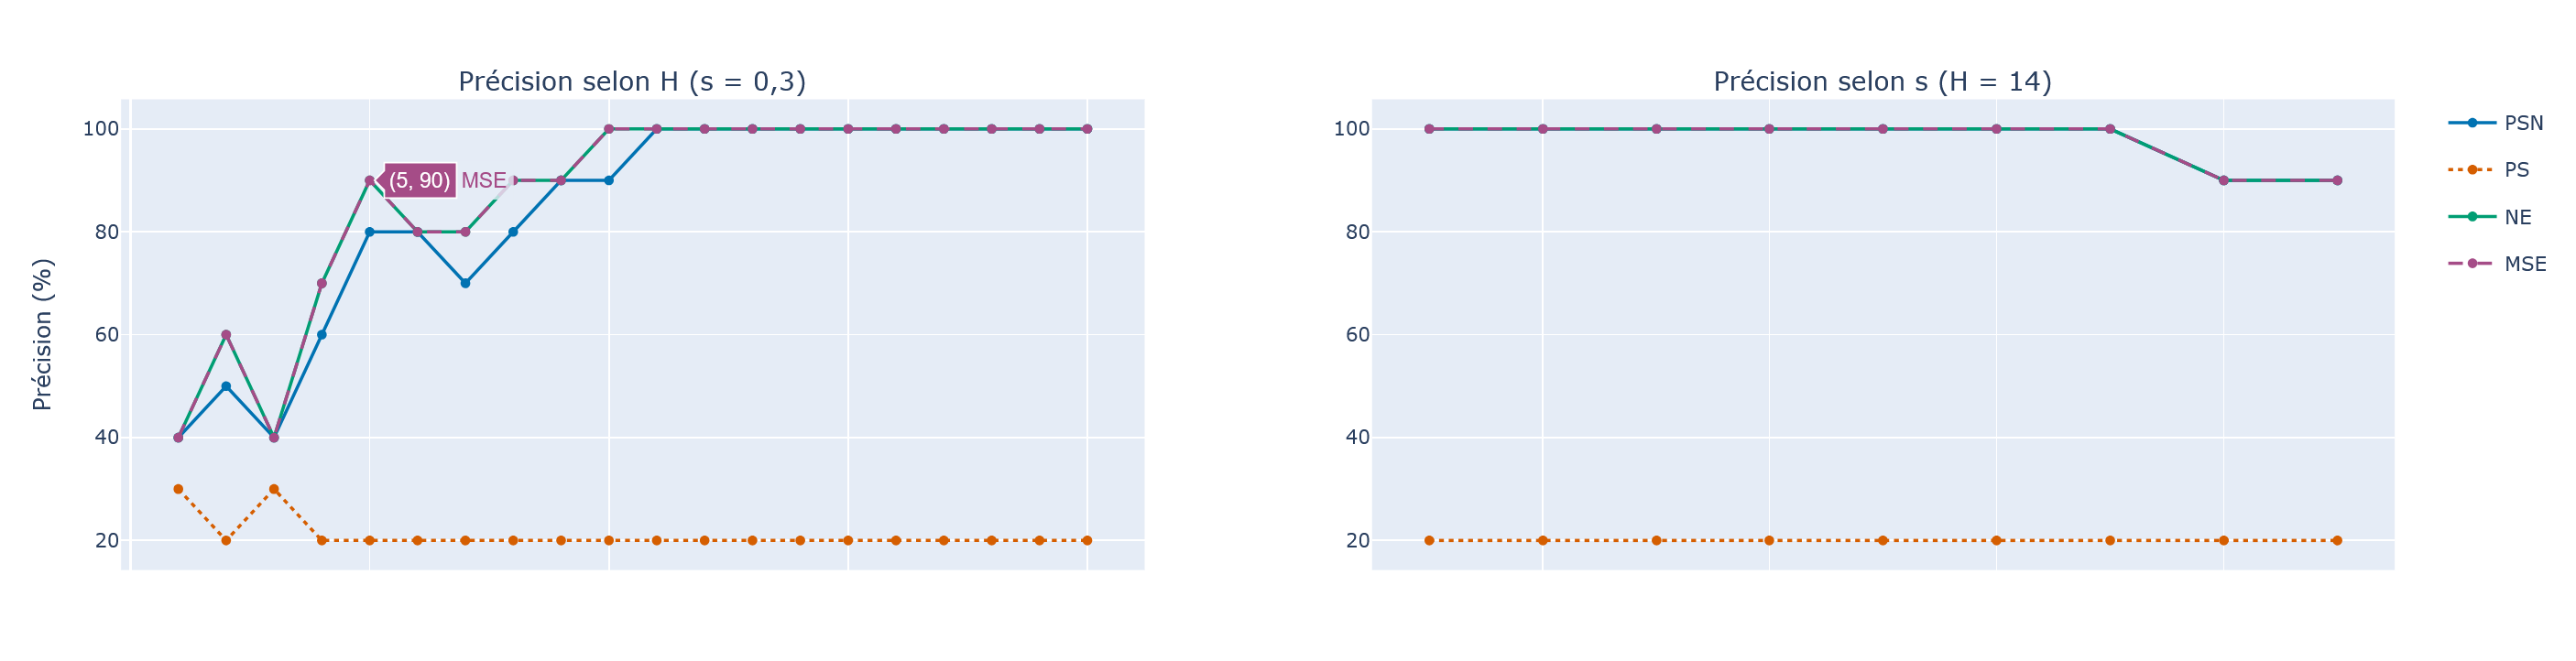 Précision selon H (s = 0,3)
Précision (%)
100
80
60
40
20
(5, 90) MSE
Précision selon s (H = 14)
100
80
60
40
20
PSN
PS
NE
MSE